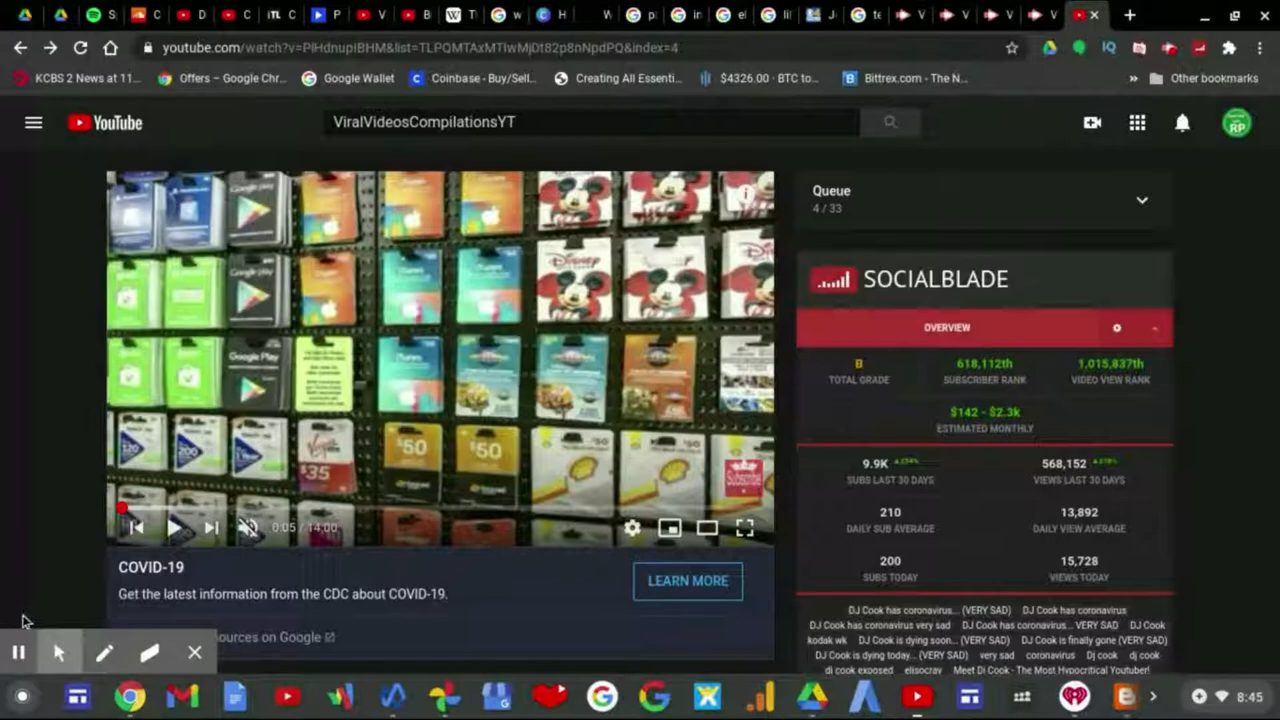 youtube.com/watch?v=PlHdnupiBHM&list=TLPQMTAxMTIwMjDt82p8nNpdPQ&index=4
KCBS 2 News at 11...
Offers – Google Chr...
Google Wallet
Coinbase - Buy/Sell...
Creating All Essenti...
$4326.00 · BTC to...
Bittrex.com - The N...
»
Other bookmarks
YouTube
ViralVideosCompilationsYT
RP
Queue
4 / 33
SOCIALBLADE
OVERVIEW
B
TOTAL GRADE
618,112th
SUBSCRIBER RANK
1,015,837th
VIDEO VIEW RANK
$142 - $2.3k
ESTIMATED MONTHLY
9.9K
SUBS LAST 30 DAYS
568,152
VIEWS LAST 30 DAYS
210
DAILY SUB AVERAGE
13,892
DAILY VIEW AVERAGE
200
SUBS TODAY
15,728
VIEWS TODAY
DJ Cook has coronavirus... (VERY SAD) DJ Cook has coronavirus
DJ Cook has coronavirus very sad DJ Cook has coronavirus... VERY SAD DJ Cook
kodak wk DJ Cook is dying soon... (VERY SAD) DJ Cook is finally gone (VERY SAD)
DJ Cook is dying today... (VERY SAD) very sad coronavirus Dj cook dj cook
dj cook exposed elisocray Meet Dj Cook - The Most Hypocritical Youtuber!
Google Play
iTunes
Disney
$35
$50
$50
Subscribe
0:05 / 14:00
COVID-19
Get the latest information from the CDC about COVID-19.
LEARN MORE
ources on Google
8:45